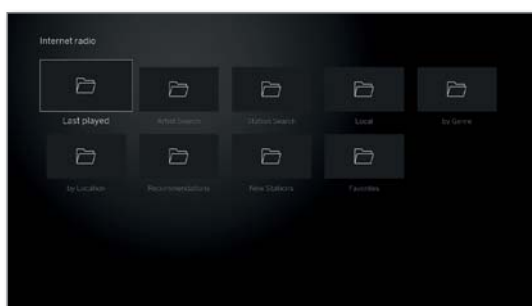 Internet radio
Last played
Artist Search
Station Search
Local
by Genre
by Location
Recommendations
New Stations
Favorites